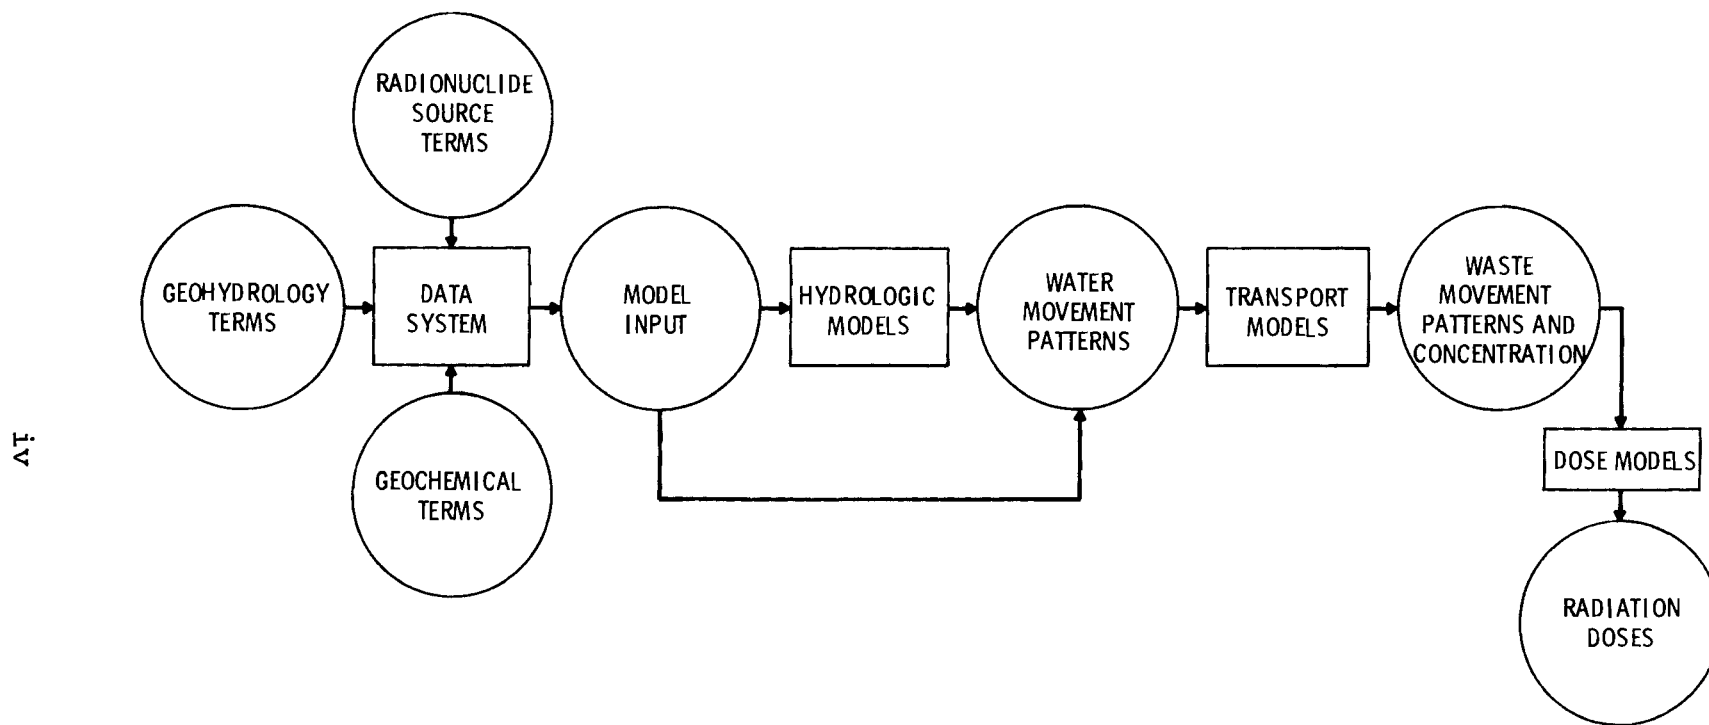 RADIONUCLIDE
SOURCE
TERMS
GEOHYDROLOGY
TERMS
DATA
SYSTEM
MODEL
INPUT
HYDROLOGIC
MODELS
WATER
MOVEMENT
PATTERNS
TRANSPORT
MODELS
WASTE
MOVEMENT
PATTERNS AND
CONCENTRATION
GEOCHEMICAL
TERMS
DOSE MODELS
RADIATION
DOSES
iv